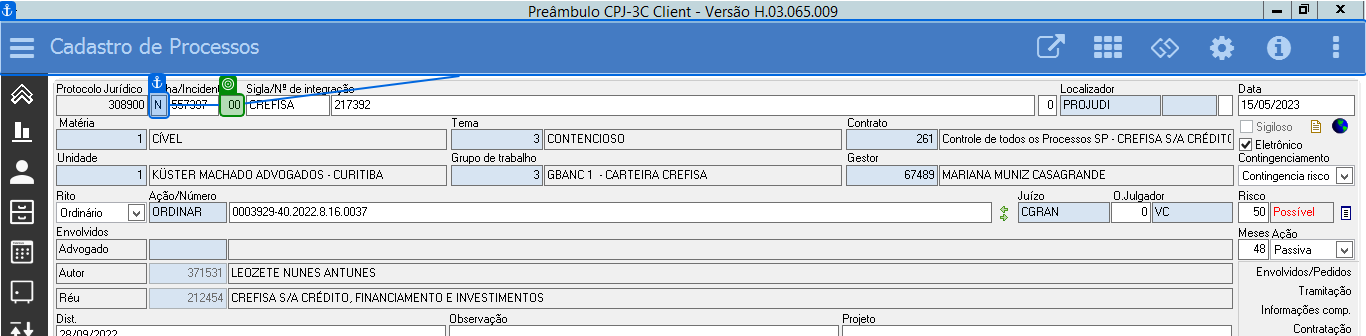 Preâmbulo CPJ-3C Client - Versão H.03.065.009
Cadastro de Processos
Protocolo Jurídico
Sigla/Nº de integração
Localizador
Data
308900 N 557397 00 CREFISA 217392 0 PROJUDI 15/05/2023
Matéria Tema Contrato
Sigiloso
1 CÍVEL 3 CONTENCIOSO 261 Controle de todos os Processos SP - CREFISA S/A CRÉDIT
Eletrônico
Unidade Grupo de trabalho Gestor Contingenciamento
1 KÜSTER MACHADO ADVOGADOS - CURITIBA 3 GBANC 1 - CARTEIRA CREFISA 67489 MARIANA MUNIZ CASAGRANDE Contingencia risco
Rito Ação/Número Juízo O.Julgador Risco
Ordinário ORDINAR 0003929-40.2022.8.16.0037 CGRAN 0 VC 50 Possível
Envolvidos Meses Ação
Advogado 48 Passiva
Autor 371531 LEOZETE NUNES ANTUNES Envolvidos/Pedidos
Tramitação
Réu 212454 CREFISA S/A CRÉDITO, FINANCIAMENTO E INVESTIMENTOS
Informações comp.
Dist. Observação Projeto
Contratação
28/09/2022